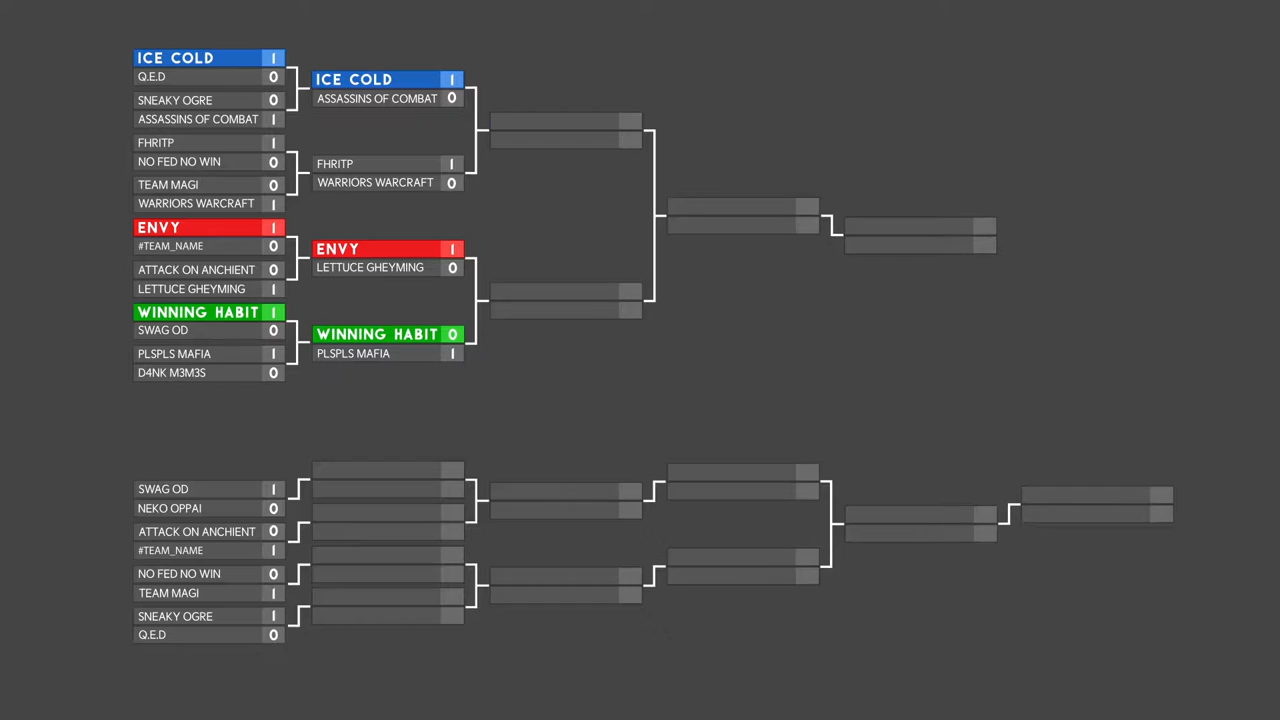 ICE COLD 1
Q.E.D 0
SNEAKY OGRE 0
ASSASSINS OF COMBAT 1
FHRITP 1
NO FED NO WIN 0
TEAM MAGI 0
WARRIORS WARCRAFT 1
ENVY 1
#TEAM_NAME 0
ATTACK ON ANCHIENT 0
LETTUCE GHEYMING 1
WINNING HABIT 1
SWAG OD 0
PLSPLS MAFIA 1
D4NK M3M3S 0
ICE COLD 1
ASSASSINS OF COMBAT 0
FHRITP 1
WARRIORS WARCRAFT 0
ENVY 1
LETTUCE GHEYMING 0
WINNING HABIT 0
PLSPLS MAFIA 1
SWAG OD 1
NEKO OPPAI 0
ATTACK ON ANCHIENT 0
#TEAM_NAME 1
NO FED NO WIN 0
TEAM MAGI 1
SNEAKY OGRE 1
Q.E.D 0